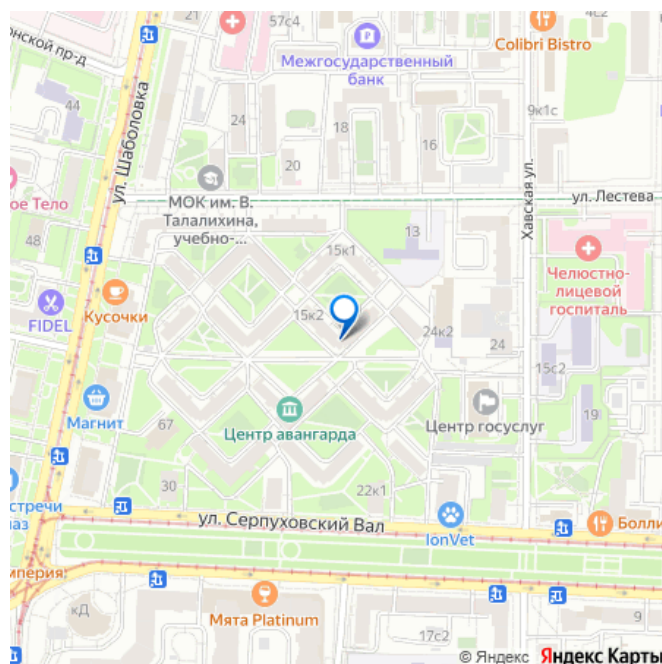 онской пр-д
57с4
4с2
Colibri Bistro
Межгосударственный
банк
44
9к1с
24
18
16
ул. Шаболовка
20
МОК им. В.
Талалихина,
учебно-...
ул. Лестева
Хавская ул.
ое Тело
48
13
15к1
Челюстно-
лицевой
госпиталь
FIDEL
Кусочки
15к2
24к2
24
15с2
Магнит
67
Центр авангарда
Центр госуслуг
19
30
22к1
стречи
лаз
ул. Серпуховский Вал
IonVet
Болли
мперия;
кД
Мята Platinum
17с2
9
© Яндекс Яндекс Карты